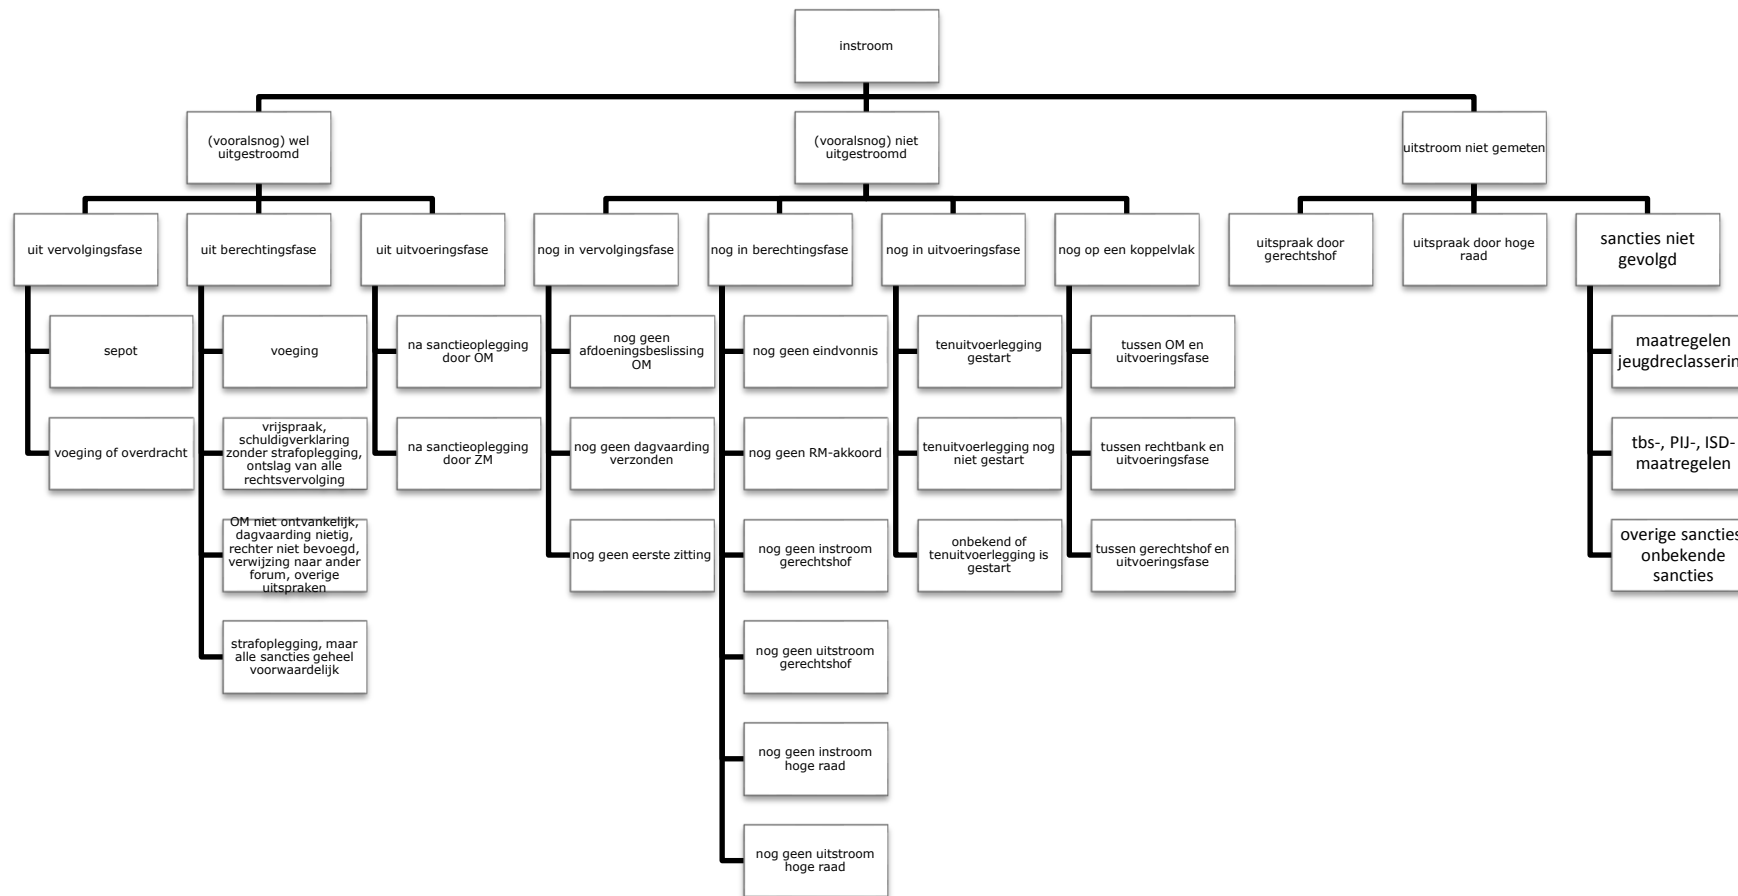 instroom
(vooralsnog) wel
uitgestroomd
(vooralsnog) niet
uitgestroomd
uitstroom niet gemeten
uit vervolgingsfase
uit berechtingsfase
uit uitvoeringsfase
nog in vervolgingsfase
nog in berechtingsfase
nog in uitvoeringsfase
nog op een koppelvlak
uitspraak door
gerechtshof
uitspraak door hoge
raad
sancties niet
gevolgd
sepot
voeging of overdracht
voeging
vrijspraak,
schuldigverklaring
zonder strafoplegging,
ontslag van alle
rechtsvervolging
OM niet ontvankelijk,
dagvaarding nietig,
rechter niet bevoegd,
verwijzing naar ander
forum, overige
uitspraken
strafoplegging, maar
alle sancties geheel
voorwaardelijk
na sanctieoplegging
door OM
na sanctieoplegging
door ZM
nog geen
afdoeningsbeslissing
OM
nog geen dagvaarding
verzonden
nog geen eerste zitting
nog geen eindvonnis
nog geen RM-akkoord
nog geen instroom
gerechtshof
nog geen uitstroom
gerechtshof
nog geen instroom
hoge raad
nog geen uitstroom
hoge raad
tenuitvoerlegging
gestart
tenuitvoerlegging nog
niet gestart
onbekend of
tenuitvoerlegging is
gestart
tussen OM en
uitvoeringsfase
tussen rechtbank en
uitvoeringsfase
tussen gerechtshof en
uitvoeringsfase
maatregelen
jeugdreclasserin
tbs-, PIJ-, ISD-
maatregelen
overige sancties
onbekende
sancties